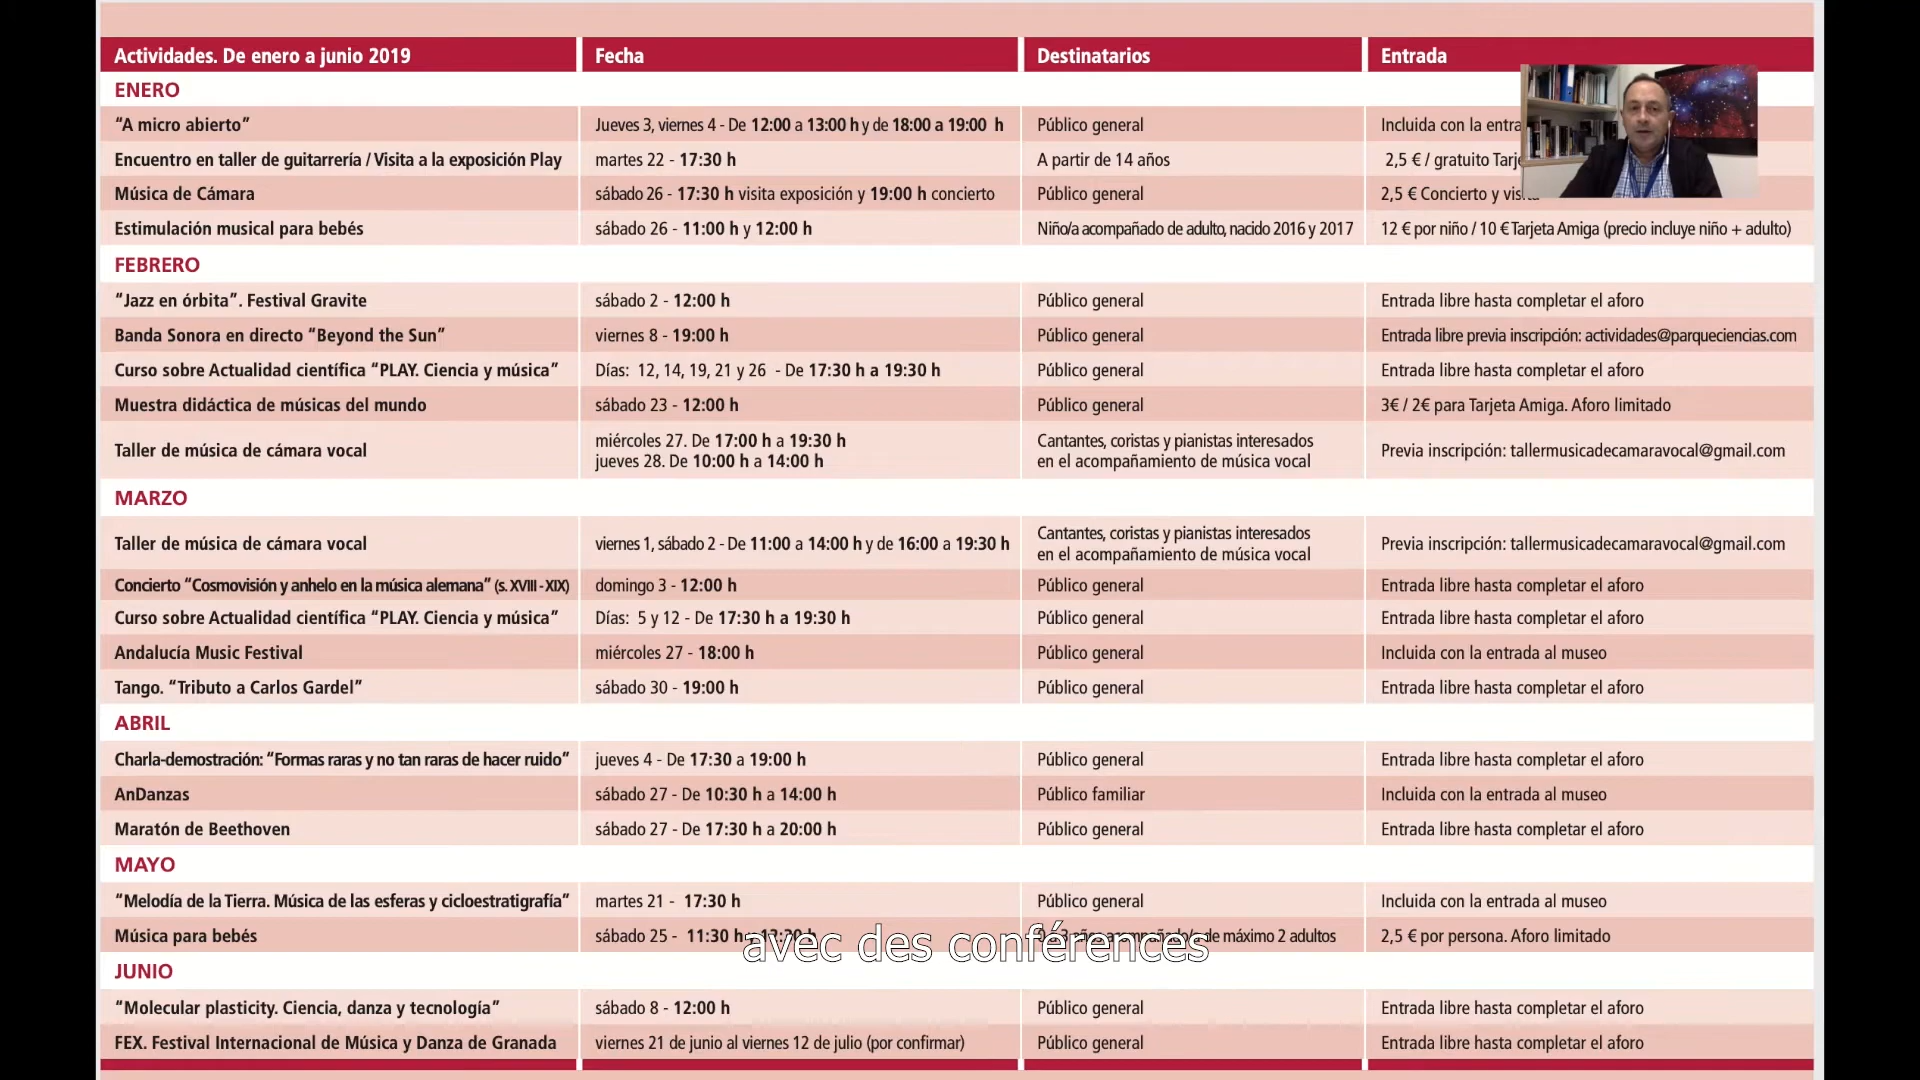 Actividades. De enero a junio 2019 Fecha Destinatarios Entrada
ENERO
“A micro abierto” Jueves 3, viernes 4 - De 12:00 a 13:00 h y de 18:00 a 19:00 h Público general Incluida con la
Encuentro en taller de guitarrería / Visita a la exposición Play martes 22 - 17:30 h A partir de 14 años 2,5 € / gratuito
Música de Cámara sábado 26 - 17:30 h visita exposición y 19:00 h concierto Público general 2,5 € Concierto y
Estimulación musical para bebés sábado 26 - 11:00 h y 12:00 h Niño/a acompañado de adulto, nacido 2016 y 2017 12 € por niño / 10 € Tarjeta Amiga (precio incluye niño + adulto)
FEBRERO
“Jazz en órbita”. Festival Gravite sábado 2 - 12:00 h Público general Entrada libre hasta completar el aforo
Banda Sonora en directo “Beyond the Sun” viernes 8 - 19:00 h Público general Entrada libre previa inscripción: actividades@parqueciencias.com
Curso sobre Actualidad científica “PLAY. Ciencia y música” Días: 12, 14, 19, 21 y 26 - De 17:30 h a 19:30 h Público general Entrada libre hasta completar el aforo
Muestra didáctica de músicas del mundo sábado 23 - 12:00 h Público general 3€ / 2€ para Tarjeta Amiga. Aforo limitado
Taller de música de cámara vocal miércoles 27. De 17:00 h a 19:30 h Cantantes, coristas y pianistas interesados Previa inscripción: tallermusicadecamaravocal@gmail.com
jueves 28. De 10:00 h a 14:00 h en el acompañamiento de música vocal
MARZO
Taller de música de cámara vocal viernes 1, sábado 2 - De 11:00 a 14:00 h y de 16:00 a 19:30 h Cantantes, coristas y pianistas interesados Previa inscripción: tallermusicadecamaravocal@gmail.com
en el acompañamiento de música vocal
Concierto “Cosmovisión y anhelo en la música alemana” (s. XVIII - XIX) domingo 3 - 12:00 h Público general Entrada libre hasta completar el aforo
Curso sobre Actualidad científica “PLAY. Ciencia y música” Días: 5 y 12 - De 17:30 h a 19:30 h Público general Entrada libre hasta completar el aforo
Andalucía Music Festival miércoles 27 - 18:00 h Público general Incluida con la entrada al museo
Tango. “Tributo a Carlos Gardel” sábado 30 - 19:00 h Público general Entrada libre hasta completar el aforo
ABRIL
Charla-demostración: “Formas raras y no tan raras de hacer ruido” jueves 4 - De 17:30 a 19:00 h Público general Entrada libre hasta completar el aforo
AnDanzas sábado 27 - De 10:30 h a 14:00 h Público familiar Incluida con la entrada al museo
Maratón de Beethoven sábado 27 - De 17:30 h a 20:00 h Público general Entrada libre hasta completar el aforo
MAYO
“Melodía de la Tierra. Música de las esferas y cicloestratigrafía” martes 21 - 17:30 h Público general Incluida con la entrada al museo
Música para bebés sábado 25 - 11:30 h de máximo 2 adultos 2,5 € por persona. Aforo limitado
avec des conférences
JUNIO
“Molecular plasticity. Ciencia, danza y tecnología” sábado 8 - 12:00 h Público general Entrada libre hasta completar el aforo
FEX. Festival Internacional de Música y Danza de Granada viernes 21 de junio al viernes 12 de julio (por confirmar) Público general Entrada libre hasta completar el aforo